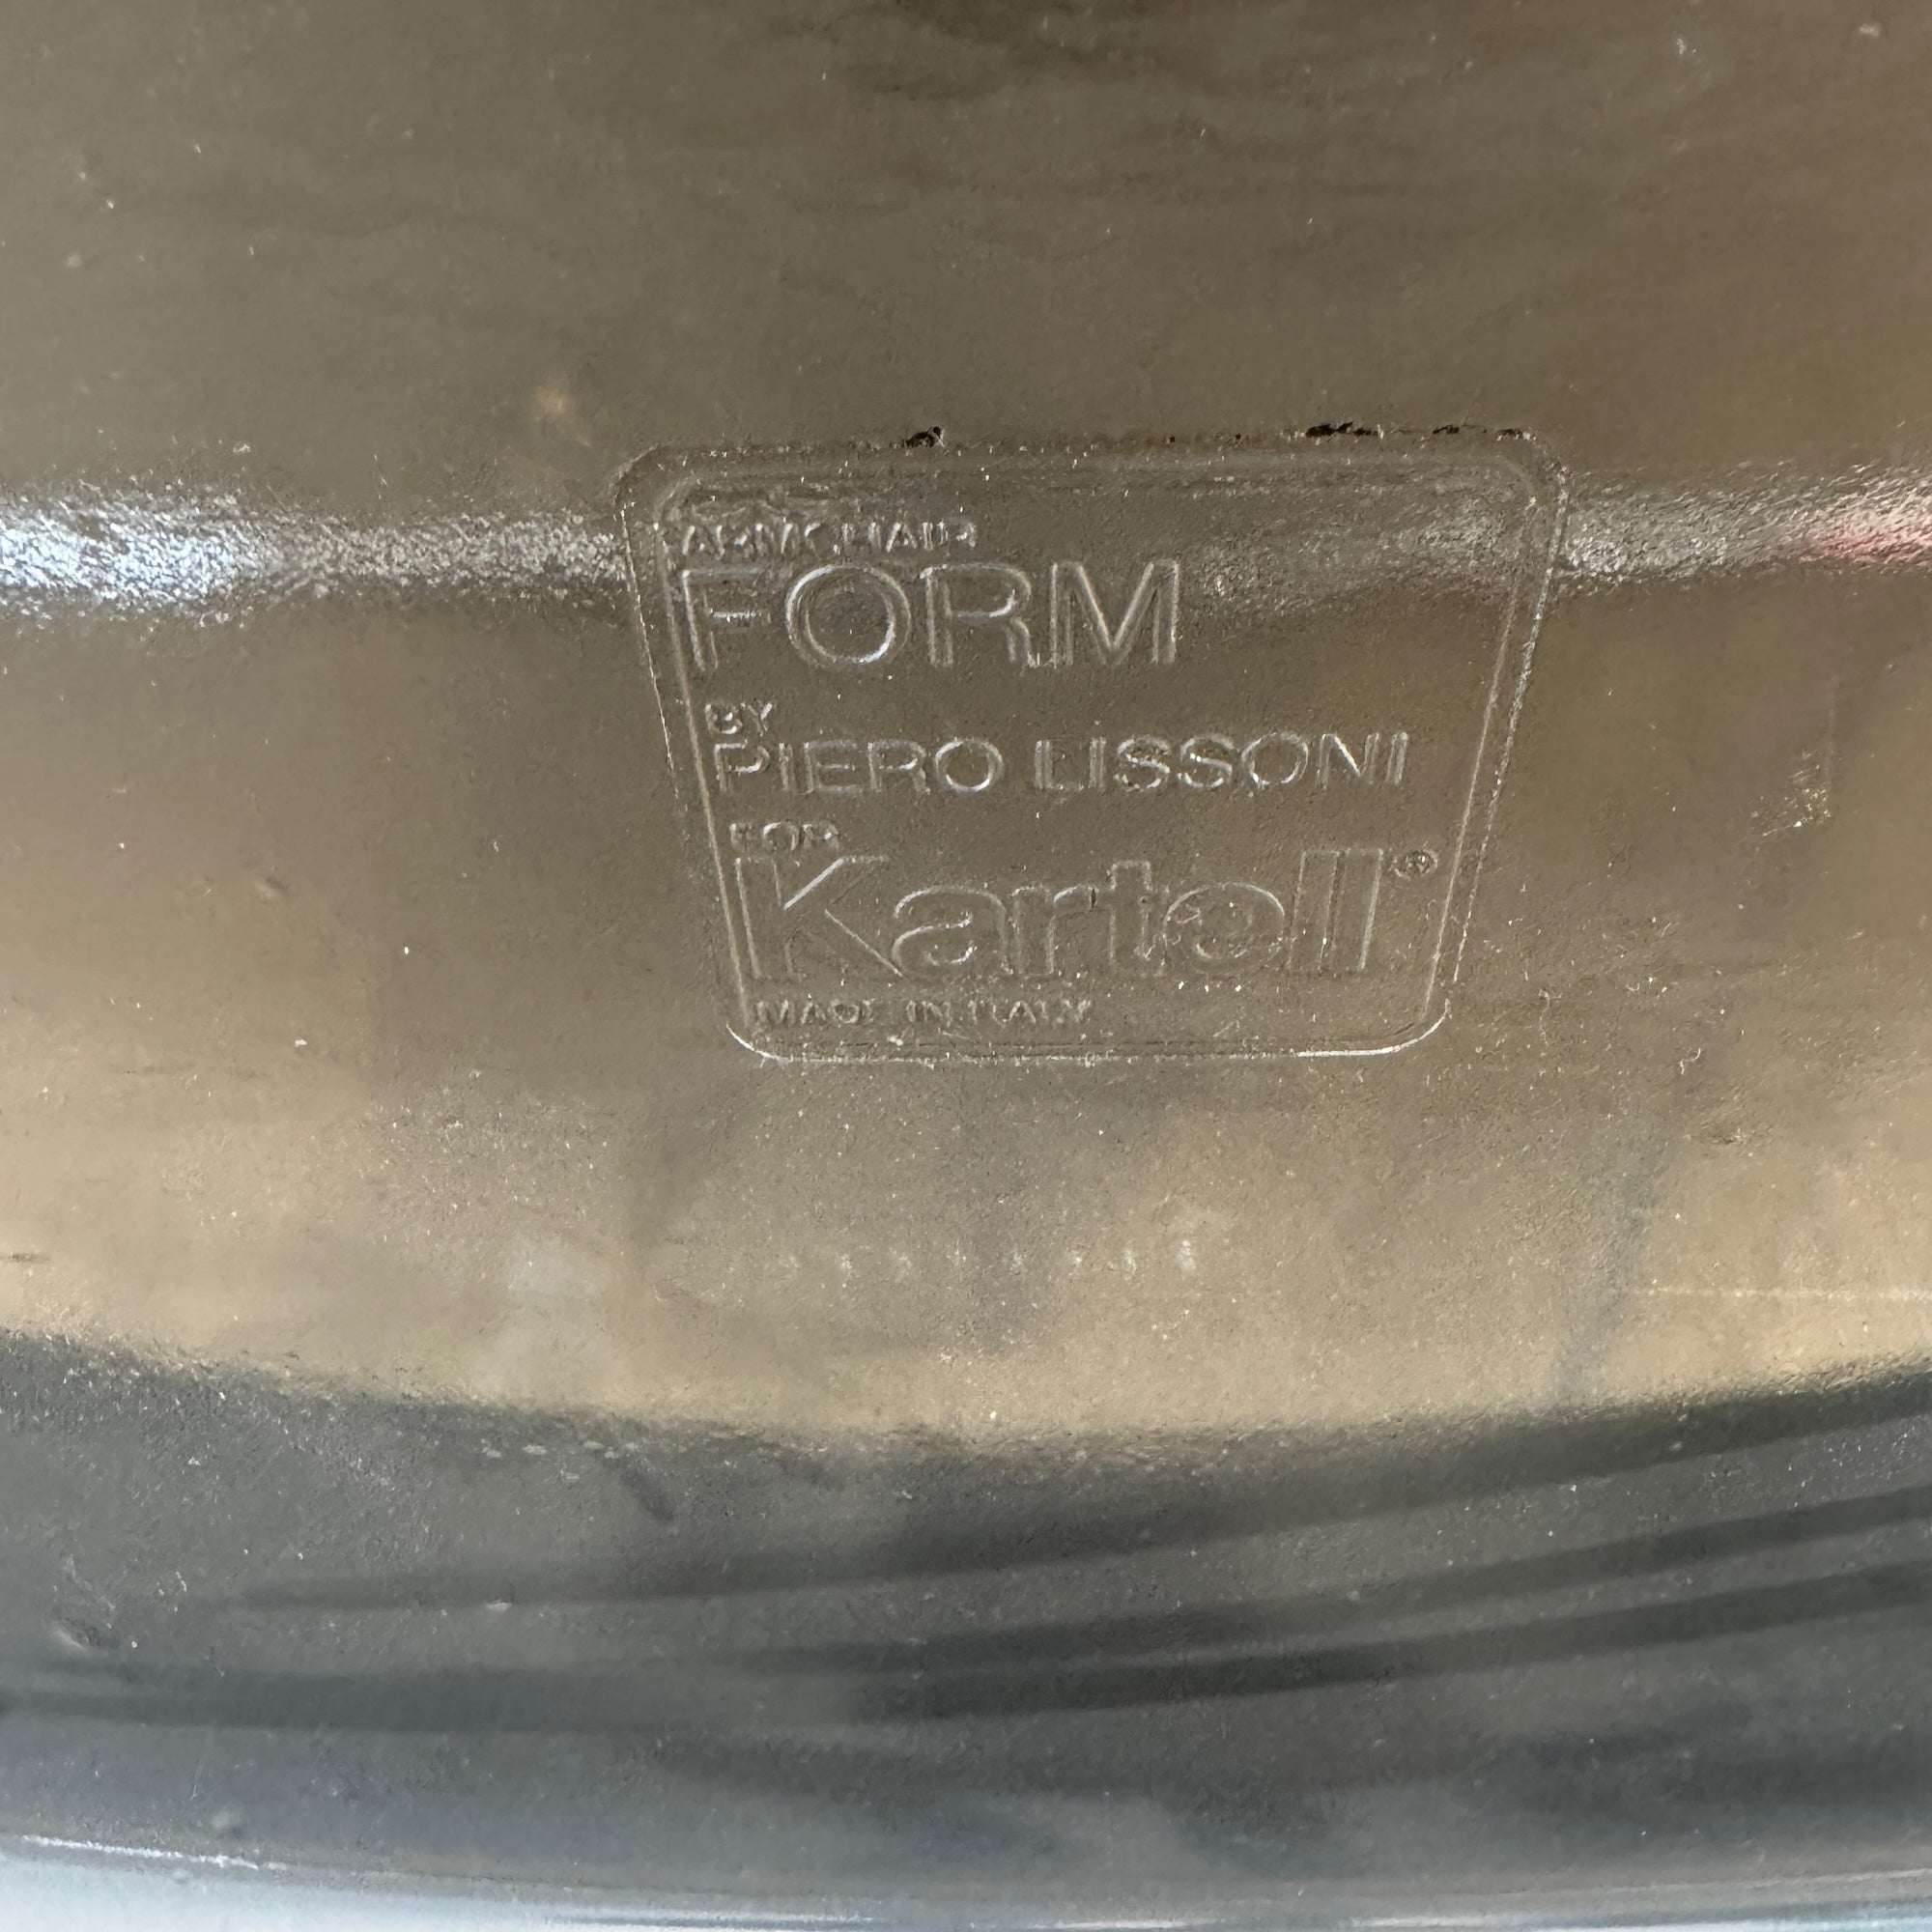 ARMCHAIR
FORM
BY
PIERO LISSONI
FOR
Kartell®
MADE IN ITALY